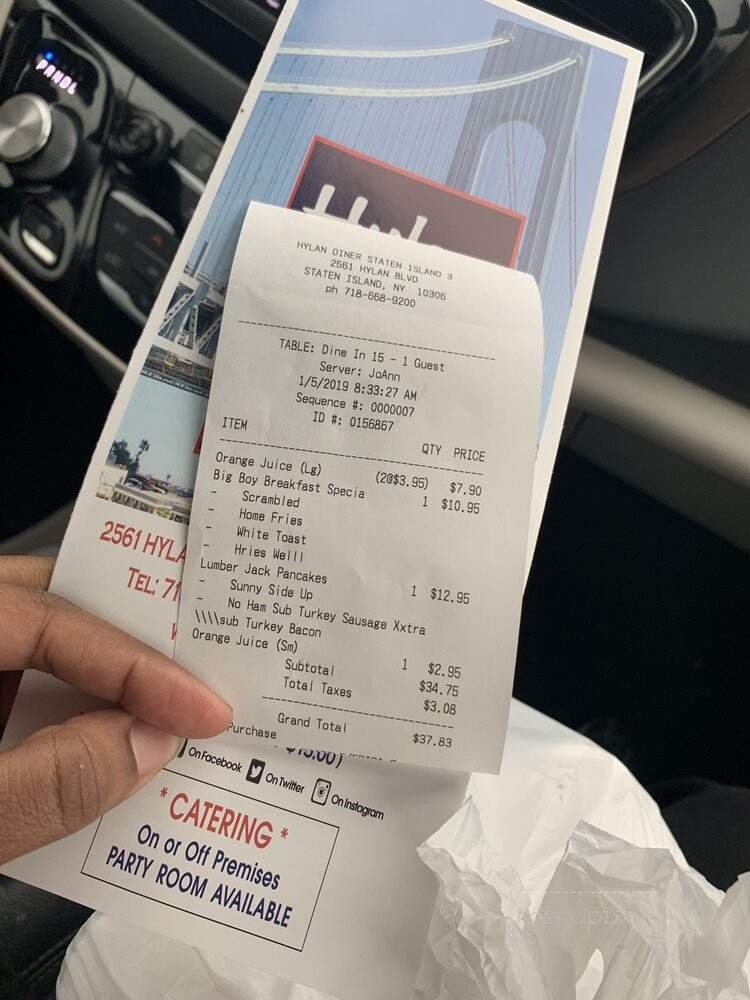 HYLAN DINER STATEN ISLAND 3
2561 HYLAN BLVD
STATEN ISLAND, NY 10306
ph 718-668-9200
TABLE: Dine In 15 - 1 Guest
Server: JoAnn
1/5/2019 8:33:27 AM
Sequence #: 0000007
ID #: 0156867
ITEM QTY PRICE
Orange Juice (Lg) (2@$3.95) $7.90
Big Boy Breakfast Specia 1 $10.95
- Scrambled
- Home Fries
- White Toast
- Hries Welll
Lumber Jack Pancakes 1 $12.95
- Sunny Side Up
- No Ham Sub Turkey Sausage Xxtra
\\\\sub Turkey Bacon
Orange Juice (Sm) 1 $2.95
Subtotal $34.75
Total Taxes $3.08
Grand Total $37.83
Purchase
2561 HYLA
TEL: 71
$15.00)
On Facebook On Twitter On Instagram
* CATERING *
On or Off Premises
PARTY ROOM AVAILABLE